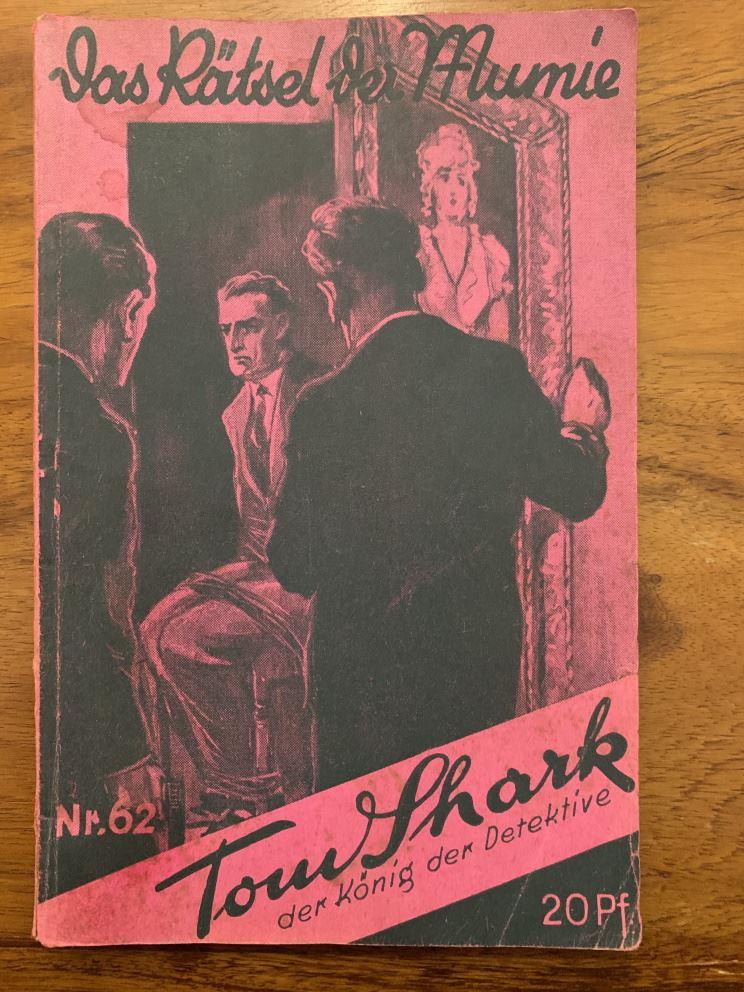 Das Rätsel der Mumie
Nr. 62
Tom Shark
der König der Detektive
20 Pf.